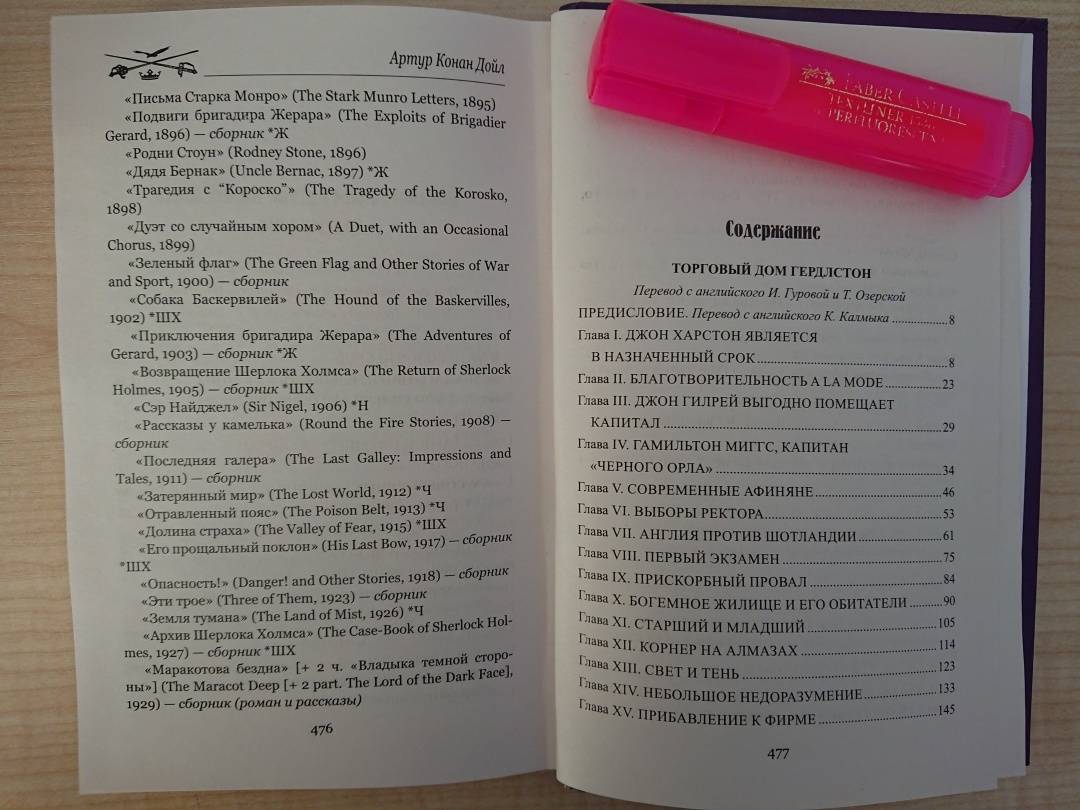 Артур Конан Дойл
«Письма Старка Монро» (The Stark Munro Letters, 1895)
«Подвиги бригадира Жерара» (The Exploits of Brigadier
Gerard, 1896) — сборник *Ж
«Родни Стоун» (Rodney Stone, 1896)
«Дядя Бернак» (Uncle Bernac, 1897) *Ж
«Трагедия с “Короско”» (The Tragedy of the Korosko,
1898)
«Дуэт со случайным хором» (A Duet, with an Occasional
Chorus, 1899)
«Зеленый флаг» (The Green Flag and Other Stories of War
and Sport, 1900) — сборник
«Собака Баскервилей» (The Hound of the Baskervilles,
1902) *ШХ
«Приключения бригадира Жерара» (The Adventures of
Gerard, 1903) — сборник *Ж
«Возвращение Шерлока Холмса» (The Return of Sherlock
Holmes, 1905) — сборник *ШХ
«Сэр Найджел» (Sir Nigel, 1906) *Н
«Рассказы у камелька» (Round the Fire Stories, 1908) —
сборник
«Последняя галера» (The Last Galley: Impressions and
Tales, 1911) — сборник
«Затерянный мир» (The Lost World, 1912) *Ч
«Отравленный пояс» (The Poison Belt, 1913) *Ч
«Долина страха» (The Valley of Fear, 1915) *ШХ
«Его прощальный поклон» (His Last Bow, 1917) — сборник
*ШХ
«Опасность!» (Danger! and Other Stories, 1918) — сборник
«Эти трое» (Three of Them, 1923) — сборник
«Земля тумана» (The Land of Mist, 1926) *Ч
«Архив Шерлока Холмса» (The Case-Book of Sherlock Hol-
mes, 1927) — сборник *ШХ
«Маракотова бездна» [+ 2 ч. «Владыка темной сторо-
ны»] (The Maracot Deep [+ 2 part. The Lord of the Dark Face],
1929) — сборник (роман и рассказы)
476
FABER-CASTELL
TEXTLINER
SUPERFLUORESCENT
Содержание
ТОРГОВЫЙ ДОМ ГЕРДЛСТОН
Перевод с английского И. Гуровой и Т. Озерской
ПРЕДИСЛОВИЕ. Перевод с английского К. Калмыка ..........8
Глава I. ДЖОН ХАРСТОН ЯВЛЯЕТСЯ
В НАЗНАЧЕННЫЙ СРОК ..........8
Глава II. БЛАГОТВОРИТЕЛЬНОСТЬ A LA MODE ..........23
Глава III. ДЖОН ГИЛРЕЙ ВЫГОДНО ПОМЕЩАЕТ
КАПИТАЛ ..........29
Глава IV. ГАМИЛЬТОН МИГГС, КАПИТАН
«ЧЕРНОГО ОРЛА» ..........34
Глава V. СОВРЕМЕННЫЕ АФИНЯНЕ ..........46
Глава VI. ВЫБОРЫ РЕКТОРА ..........53
Глава VII. АНГЛИЯ ПРОТИВ ШОТЛАНДИИ ..........61
Глава VIII. ПЕРВЫЙ ЭКЗАМЕН ..........75
Глава IX. ПРИСКОРБНЫЙ ПРОВАЛ ..........84
Глава X. БОГЕМНОЕ ЖИЛИЩЕ И ЕГО ОБИТАТЕЛИ ..........90
Глава XI. СТАРШИЙ И МЛАДШИЙ ..........105
Глава XII. КОРНЕР НА АЛМАЗАХ ..........114
Глава XIII. СВЕТ И ТЕНЬ ..........123
Глава XIV. НЕБОЛЬШОЕ НЕДОРАЗУМЕНИЕ ..........133
Глава XV. ПРИБАВЛЕНИЕ К ФИРМЕ ..........145
477